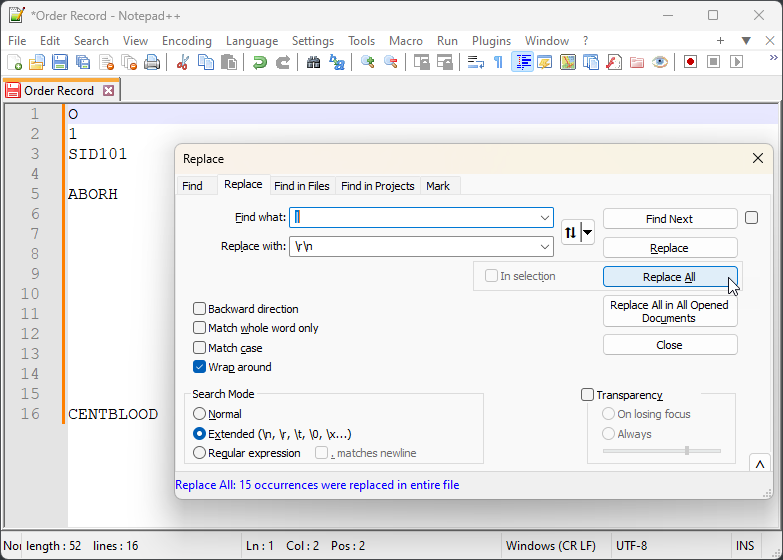 *Order Record - Notepad++
File Edit Search View Encoding Language Settings Tools Macro Run Plugins Window ? + ▼ X
Order Record
1 O
2 1
3 SID101
4
5 ABORH
6
7
8
9
10
11
12
13
14
15
16 CENTBLOOD
Replace
Find Replace Find in Files Find in Projects Mark
Find what: |
Find Next
Replace with: \r\n
Replace
In selection
Replace All
Replace All in All Opened
Documents
Close
Backward direction
Match whole word only
Match case
Wrap around
Search Mode
Normal
Extended (\n, \r, \t, \0, \x...)
Regular expression . matches newline
Transparency
On losing focus
Always
Replace All: 15 occurrences were replaced in entire file
Nor length : 52 lines : 16 Ln : 1 Col : 2 Pos : 2 Windows (CR LF) UTF-8 INS